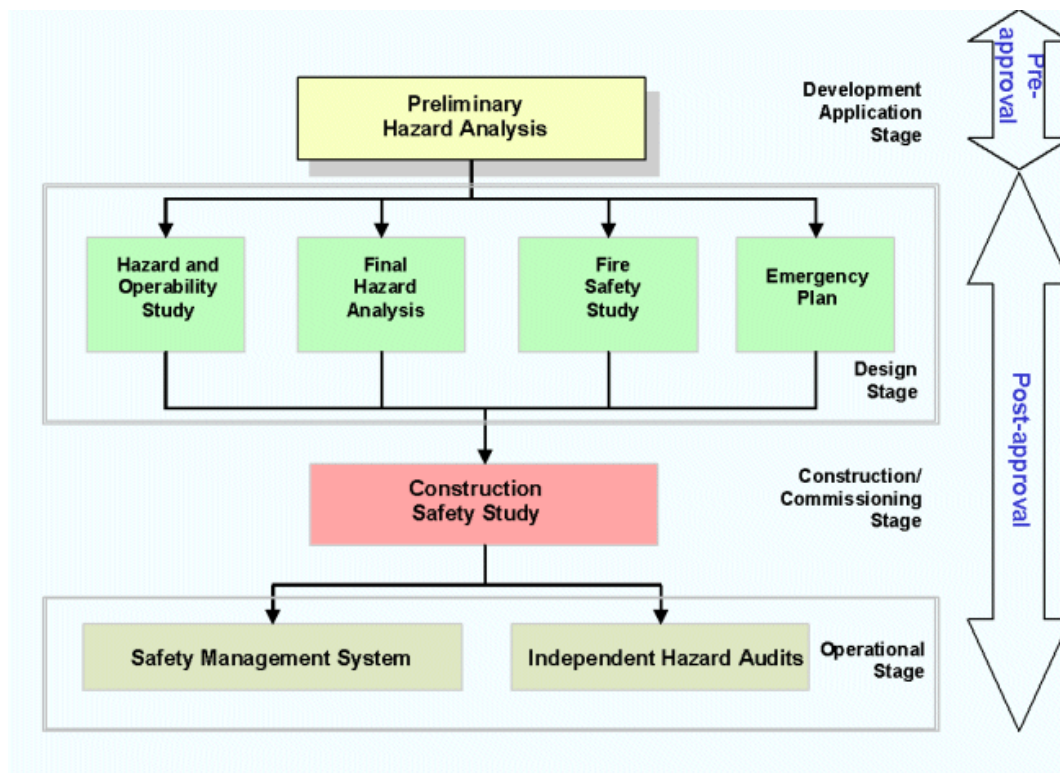 Pre-
approval
Development
Application
Stage
Preliminary
Hazard Analysis
Hazard and
Operability
Study
Final
Hazard
Analysis
Fire
Safety
Study
Emergency
Plan
Design
Stage
Post-approval
Construction
Safety Study
Construction/
Commissioning
Stage
Safety Management System
Independent Hazard Audits
Operational
Stage